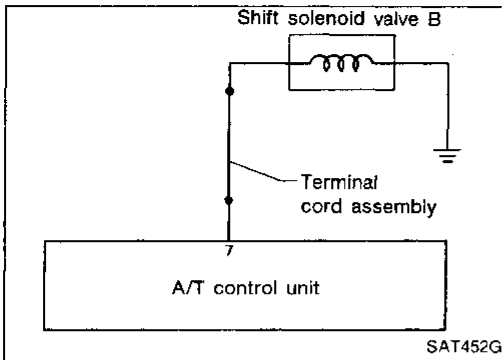 Shift solenoid valve B
Terminal
cord assembly
7
A/T control unit
SAT452G